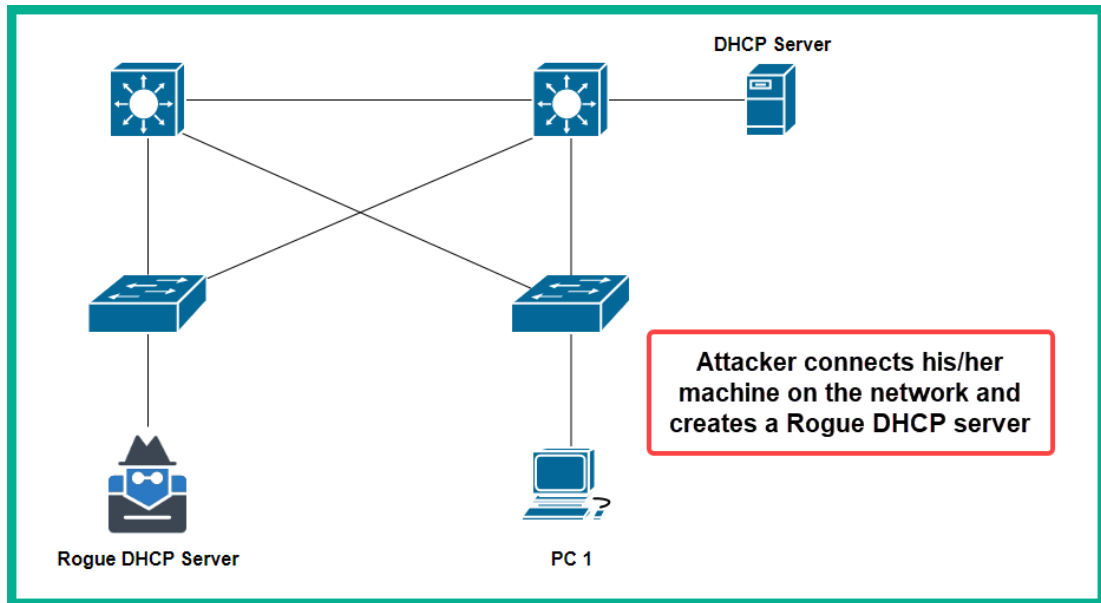 DHCP Server
Attacker connects his/her
machine on the network and
creates a Rogue DHCP server
Rogue DHCP Server
PC 1
?